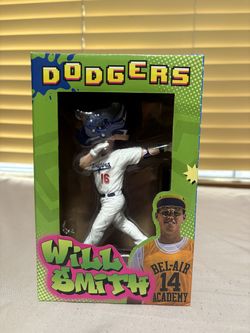 DODGERS
16
WILL
SMITH
BEL-AIR
14
ACADEMY